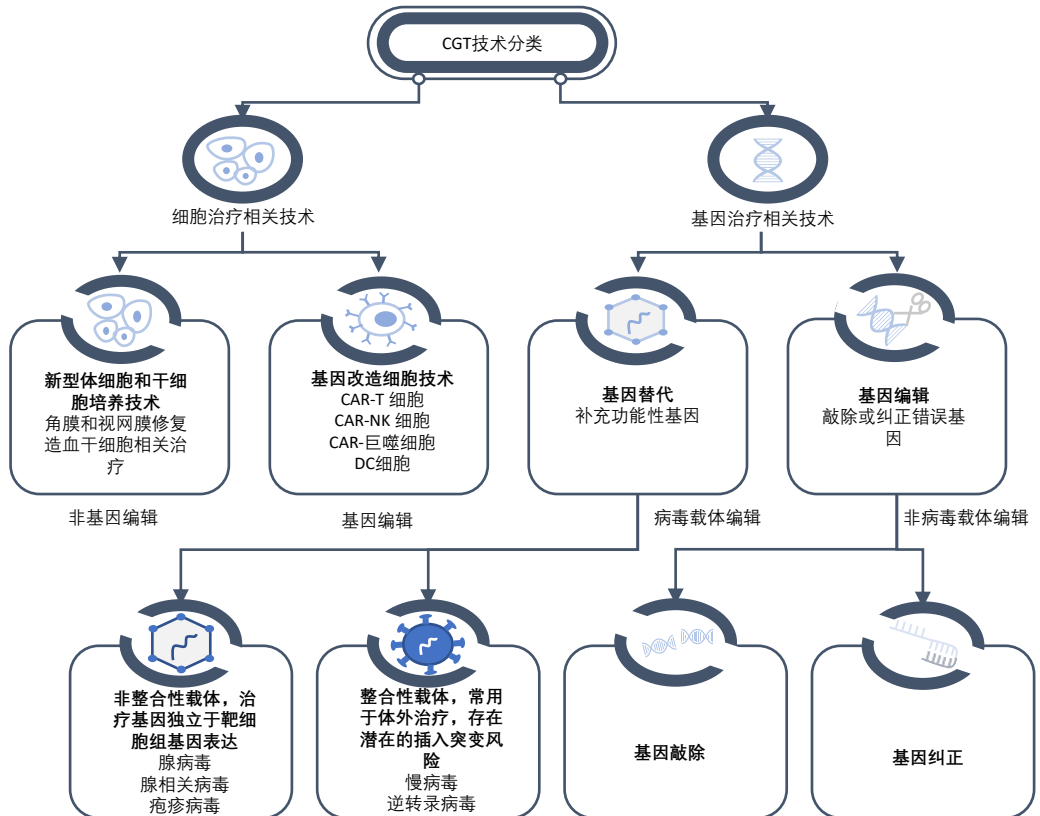 CGT技术分类
细胞治疗相关技术
基因治疗相关技术
新型体细胞和干细
胞培养技术
角膜和视网膜修复
造血干细胞相关治
疗
基因改造细胞技术
CAR-T 细胞
CAR-NK 细胞
CAR-巨噬细胞
DC细胞
基因替代
补充功能性基因
基因编辑
敲除或纠正错误基
因
非基因编辑
基因编辑
病毒载体编辑
非病毒载体编辑
非整合性载体，治
疗基因独立于靶细
胞组基因表达
腺病毒
腺相关病毒
疱疹病毒
整合性载体，常用
于体外治疗，存在
潜在的插入突变风
险
慢病毒
逆转录病毒
基因敲除
基因纠正